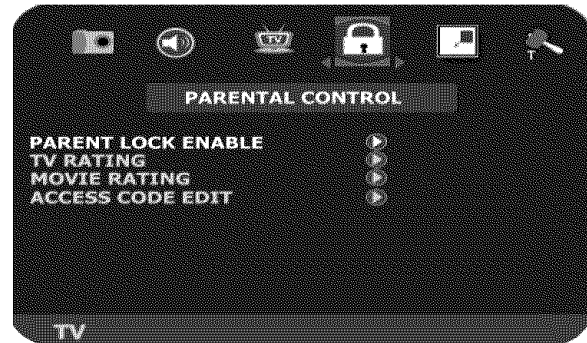 TV
T
PARENTAL CONTROL
PARENT LOCK ENABLE
TV RATING
MOVIE RATING
ACCESS CODE EDIT
TV